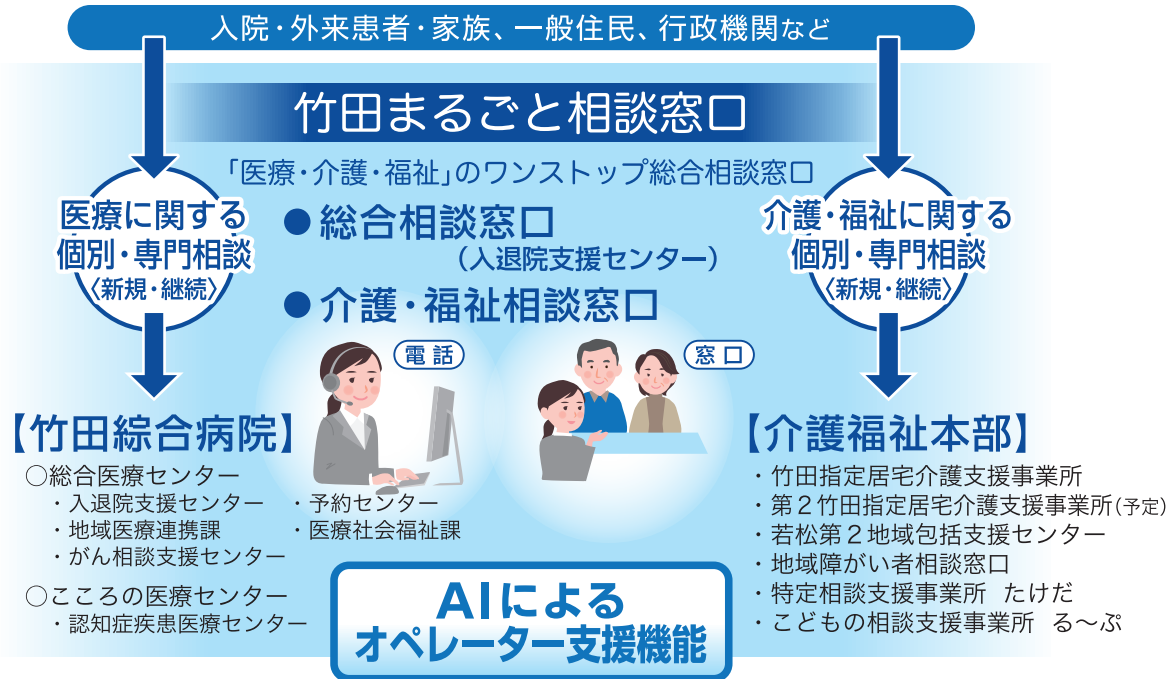 入院・外来患者・家族、一般住民、行政機関など
竹田まるごと相談窓口
「医療・介護・福祉」のワンストップ総合相談窓口
● 総合相談窓口
（入退院支援センター）
● 介護・福祉相談窓口
電話
窓口
医療に関する
個別・専門相談
〈新規・継続〉
介護・福祉に関する
個別・専門相談
〈新規・継続〉
【竹田綜合病院】
○総合医療センター
・入退院支援センター ・予約センター
・地域医療連携課 ・医療社会福祉課
・がん相談支援センター
○こころの医療センター
・認知症疾患医療センター
AIによる
オペレーター支援機能
【介護福祉本部】
・竹田指定居宅介護支援事業所
・第２竹田指定居宅介護支援事業所(予定)
・若松第２地域包括支援センター
・地域障がい者相談窓口
・特定相談支援事業所 たけだ
・こどもの相談支援事業所 る〜ぷ